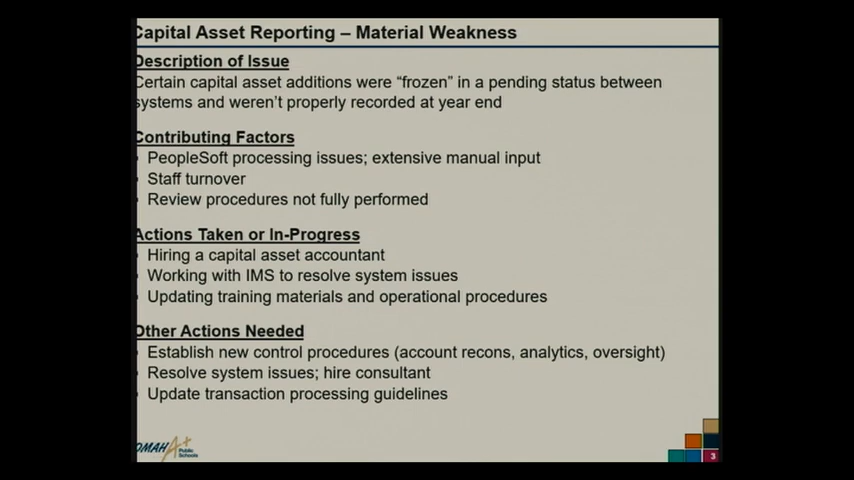 Capital Asset Reporting – Material Weakness
Description of Issue
Certain capital asset additions were “frozen” in a pending status between
systems and weren’t properly recorded at year end
Contributing Factors
PeopleSoft processing issues; extensive manual input
Staff turnover
Review procedures not fully performed
Actions Taken or In-Progress
Hiring a capital asset accountant
Working with IMS to resolve system issues
Updating training materials and operational procedures
Other Actions Needed
Establish new control procedures (account recons, analytics, oversight)
Resolve system issues; hire consultant
Update transaction processing guidelines
OMAHA
Public
Schools
3